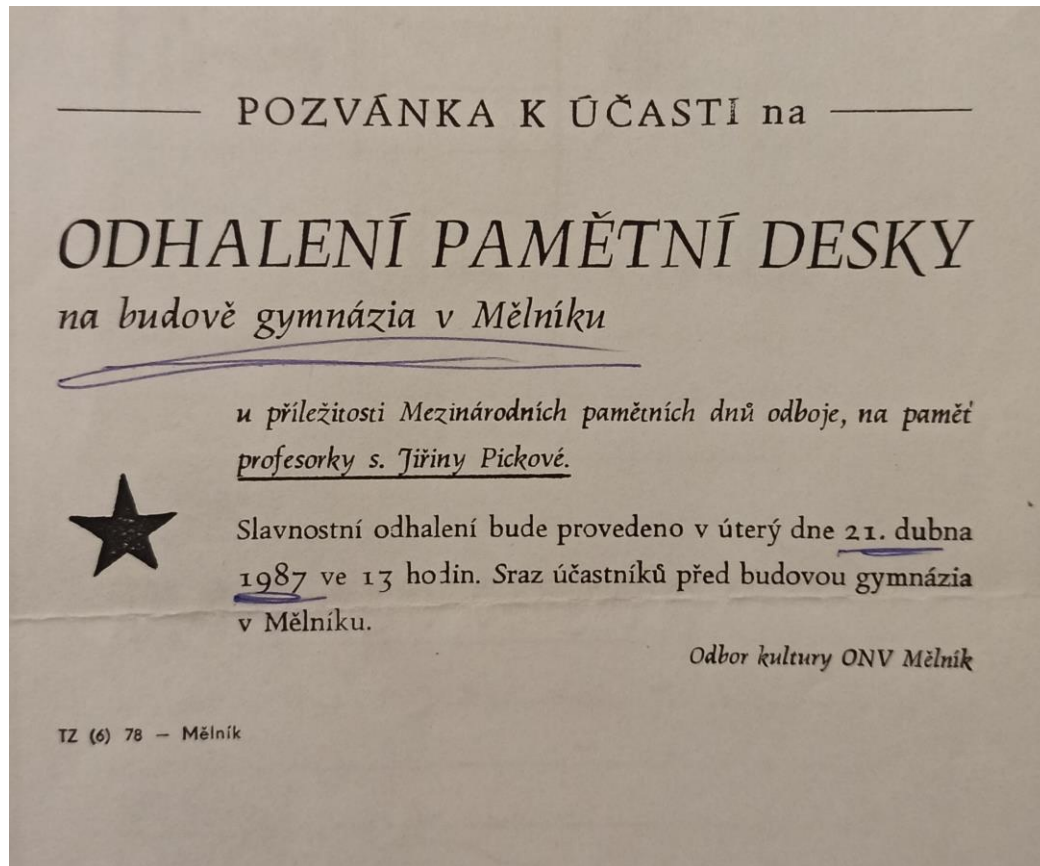 POZVÁNKA K ÚČASTI na
ODHALENÍ PAMĚTNÍ DESKY
na budově gymnázia v Mělníku
u příležitosti Mezinárodních pamětních dnů odboje, na paměť
profesorky s. Jiřiny Pickové.
Slavnostní odhalení bude provedeno v úterý dne 21. dubna
1987 ve 13 hodin. Sraz účastníků před budovou gymnázia
v Mělníku.
Odbor kultury ONV Mělník
TZ (6) 78 — Mělník